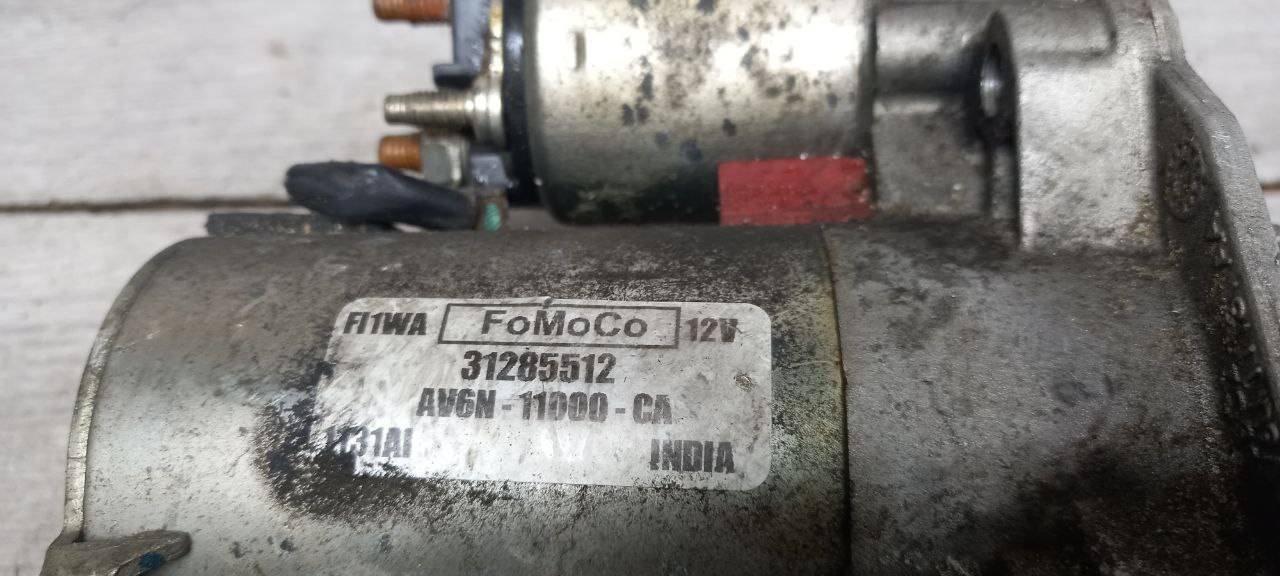 FI1WA FoMoCo 12V
31285512
AV6N - 11000 - CA
INDIA